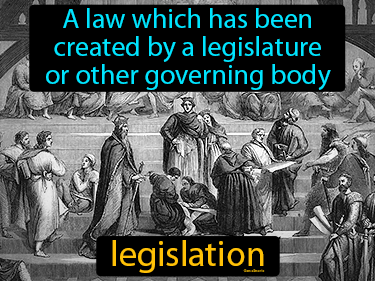 A law which has been
created by a legislature
or other governing body
legislation